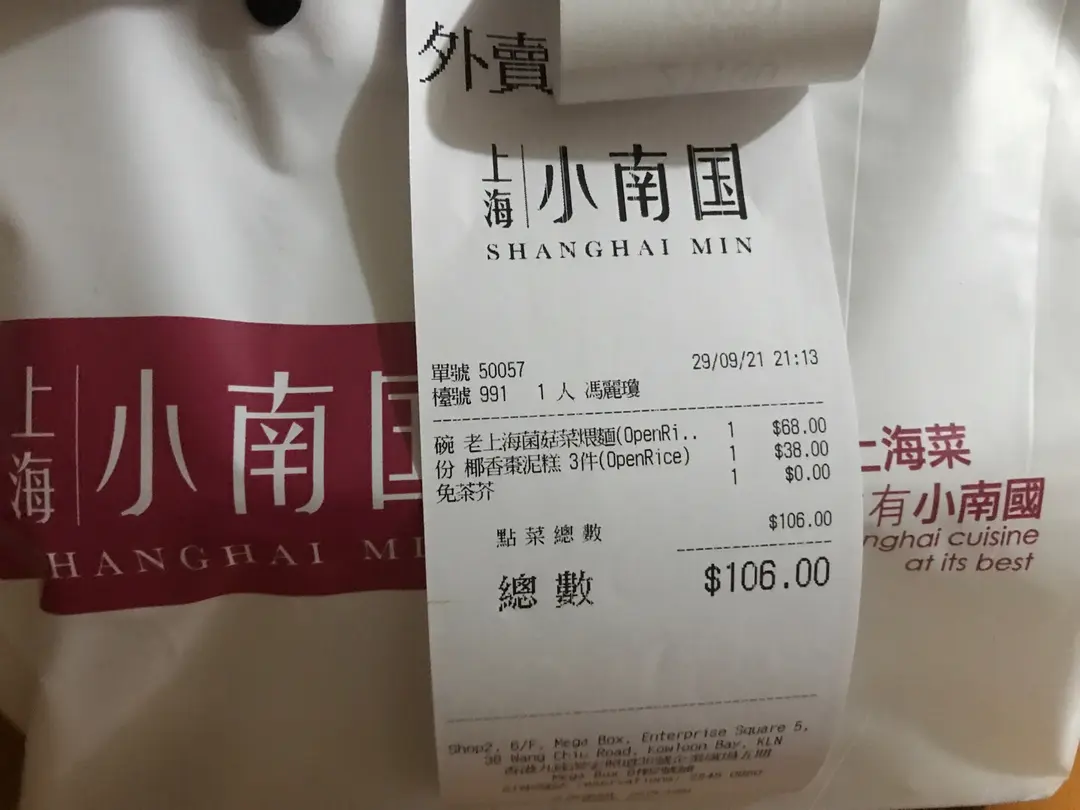 外賣
上海 小南国
SHANGHAI MIN
單號 50057 29/09/21 21:13
檯號 991 1 人 馮麗瓊
碗 老上海菌菇菜煨麵(OpenRi.. 1 $68.00
份 椰香棗泥糕 3件(OpenRice) 1 $38.00
免茶芥 1 $0.00
點菜總數 $106.00
總數 $106.00
Shop2, 6/F, Mega Box, Enterprise Square 5,
38 Wang Chiu Road, Kowloon Bay, KLN
Mega Box
上海 小南国
HANGHAI MI
上海菜
有小南國
nghai cuisine
at its best